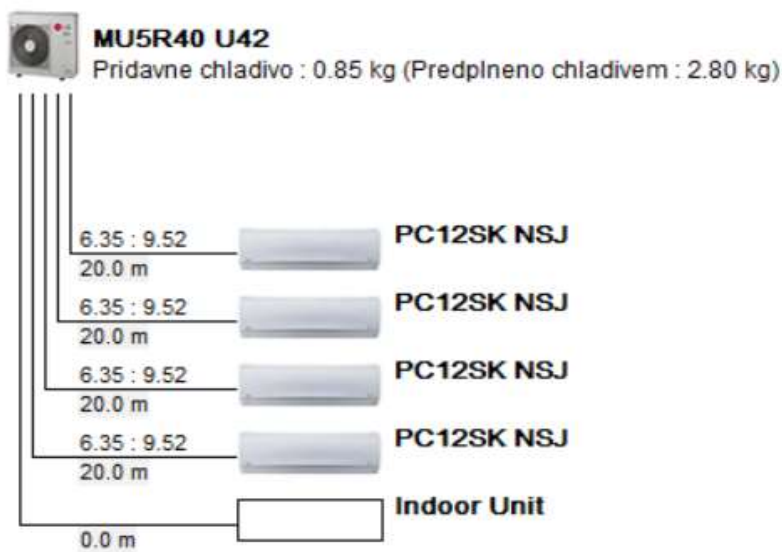 MU5R40 U42
Pridavne chladivo : 0.85 kg (Predplneno chladivem : 2.80 kg)
6.35 : 9.52
PC12SK NSJ
20.0 m
6.35 : 9.52
PC12SK NSJ
20.0 m
6.35 : 9.52
PC12SK NSJ
20.0 m
6.35 : 9.52
PC12SK NSJ
20.0 m
Indoor Unit
0.0 m